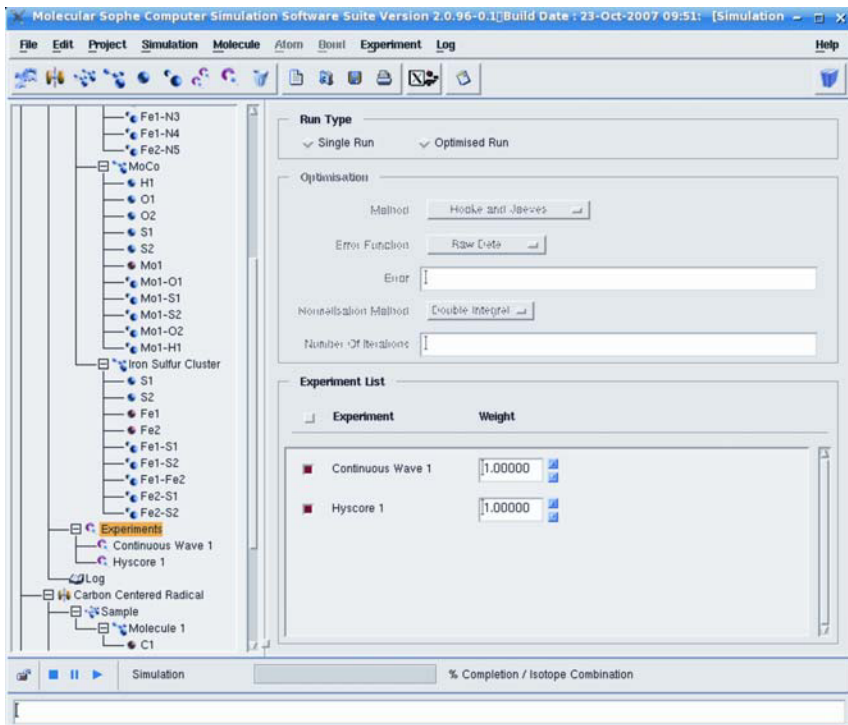 Molecular Sophe Computer Simulation Software Suite Version 2.0.96-0.1▯Build Date : 23-Oct-2007 09:51: [Simulation
File Edit Project Simulation Molecule Atom Bond Experiment Log Help
Fe1-N3
Fe1-N4
Fe2-N5
MoCo
H1
O1
O2
S1
S2
Mo1
Mo1-O1
Mo1-S1
Mo1-S2
Mo1-O2
Mo1-H1
Iron Sulfur Cluster
S1
S2
Fe1
Fe2
Fe1-S1
Fe1-S2
Fe1-Fe2
Fe2-S1
Fe2-S2
Experiments
Continuous Wave 1
Hyscore 1
Log
Carbon Centered Radical
Sample
Molecule 1
C1
Run Type
Single Run Optimised Run
Optimisation
Method Hooke and Jeeves
Error Function Raw Data
Error
Normalisation Method Double Integral
Number Of Iterations
Experiment List
Experiment Weight
Continuous Wave 1 1.00000
Hyscore 1 1.00000
Simulation % Completion / Isotope Combination